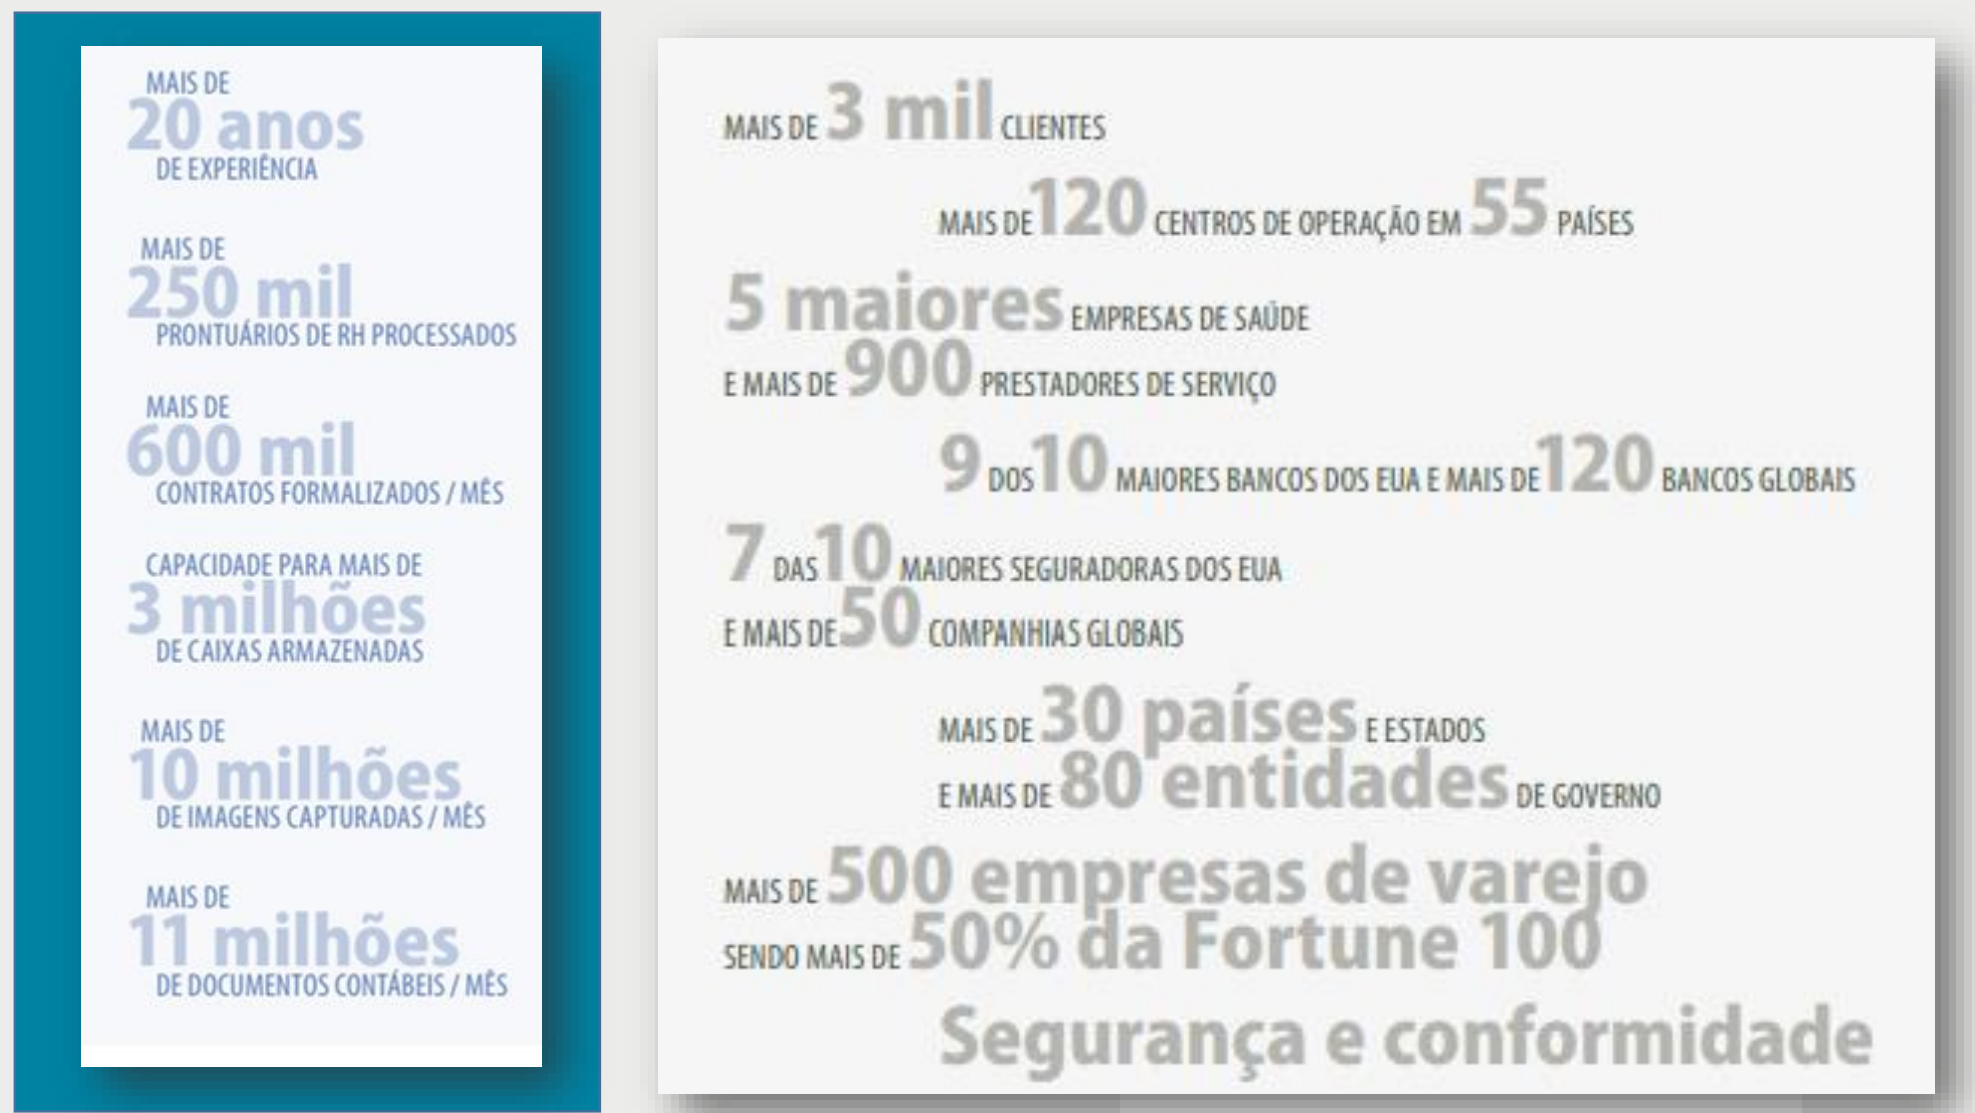 MAIS DE
20 anos
DE EXPERIÊNCIA
MAIS DE
250 mil
PRONTUÁRIOS DE RH PROCESSADOS
MAIS DE
600 mil
CONTRATOS FORMALIZADOS / MÊS
CAPACIDADE PARA MAIS DE
3 milhões
DE CAIXAS ARMAZENADAS
MAIS DE
10 milhões
DE IMAGENS CAPTURADAS / MÊS
MAIS DE
11 milhões
DE DOCUMENTOS CONTÁBEIS / MÊS
MAIS DE 3 mil CLIENTES
MAIS DE 120 CENTROS DE OPERAÇÃO EM 55 PAÍSES
5 maiores EMPRESAS DE SAÚDE
E MAIS DE 900 PRESTADORES DE SERVIÇO
9 DOS 10 MAIORES BANCOS DOS EUA E MAIS DE 120 BANCOS GLOBAIS
7 DAS 10 MAIORES SEGURADORAS DOS EUA
E MAIS DE 50 COMPANHIAS GLOBAIS
MAIS DE 30 países E ESTADOS
E MAIS DE 80 entidades DE GOVERNO
MAIS DE 500 empresas de varejo
SENDO MAIS DE 50% da Fortune 100
Segurança e conformidade